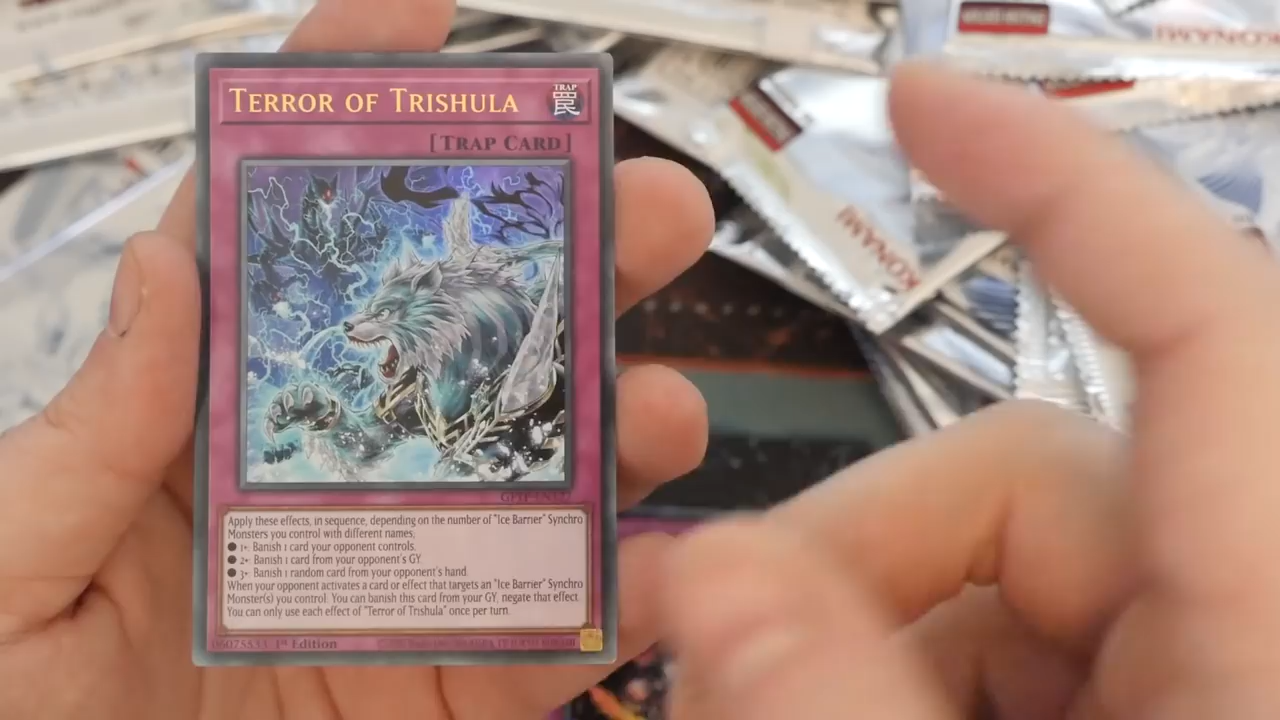 TERROR OF TRISHULA
TRAP
罠
[TRAP CARD]
Apply these effects, in sequence, depending on the number of "Ice Barrier" Synchro
Monsters you control with different names;
● 1+: Banish 1 card your opponent controls.
● 2+: Banish 1 card from your opponent's GY.
● 3+: Banish 1 random card from your opponent's hand.
When your opponent activates a card or effect that targets an "Ice Barrier" Synchro
Monster(s) you control: You can banish this card from your GY; negate that effect.
You can only use each effect of "Terror of Trishula" once per turn.
1st Edition
KONAMI
KONAMI